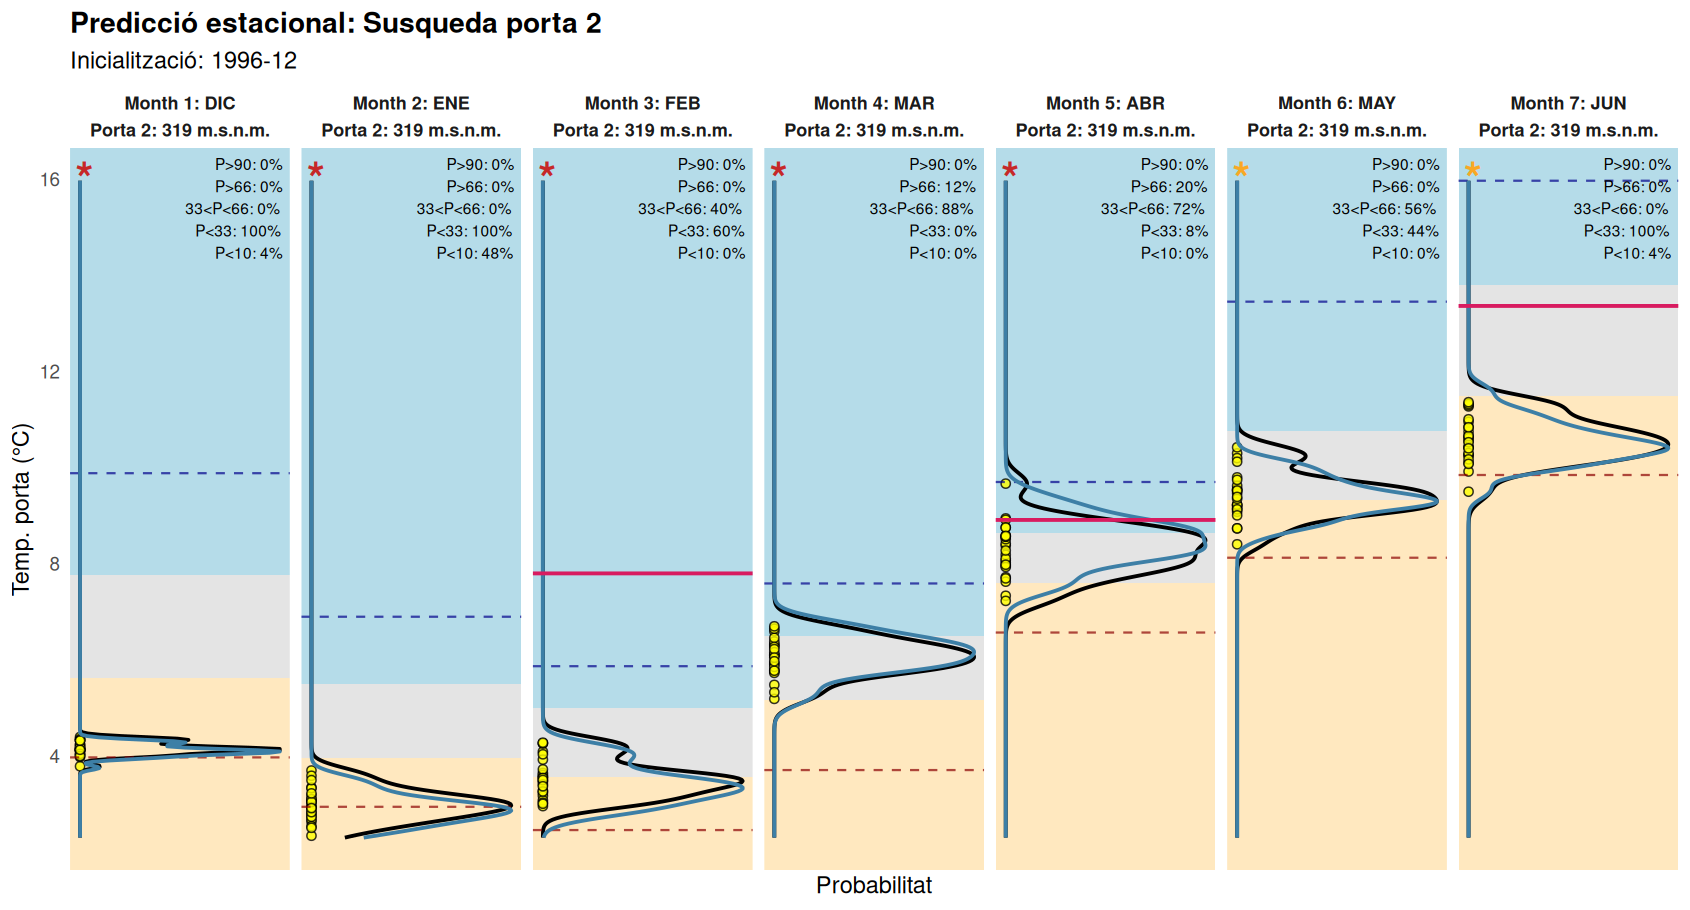 Predicció estacional: Susqueda porta 2
Inicialització: 1996-12
Month 1: DIC
Porta 2: 319 m.s.n.m.
Month 2: ENE
Porta 2: 319 m.s.n.m.
Month 3: FEB
Porta 2: 319 m.s.n.m.
Month 4: MAR
Porta 2: 319 m.s.n.m.
Month 5: ABR
Porta 2: 319 m.s.n.m.
Month 6: MAY
Porta 2: 319 m.s.n.m.
Month 7: JUN
Porta 2: 319 m.s.n.m.
*
P>90: 0%
P>66: 0%
33<P<66: 0%
P<33: 100%
P<10: 4%
*
P>90: 0%
P>66: 0%
33<P<66: 0%
P<33: 100%
P<10: 48%
*
P>90: 0%
P>66: 0%
33<P<66: 40%
P<33: 60%
P<10: 0%
*
P>90: 0%
P>66: 12%
33<P<66: 88%
P<33: 0%
P<10: 0%
*
P>90: 0%
P>66: 20%
33<P<66: 72%
P<33: 8%
P<10: 0%
*
P>90: 0%
P>66: 0%
33<P<66: 56%
P<33: 44%
P<10: 0%
*
P>90: 0%
P>66: 0%
33<P<66: 0%
P<33: 100%
P<10: 4%
16
12
8
4
Temp. porta (°C)
Probabilitat